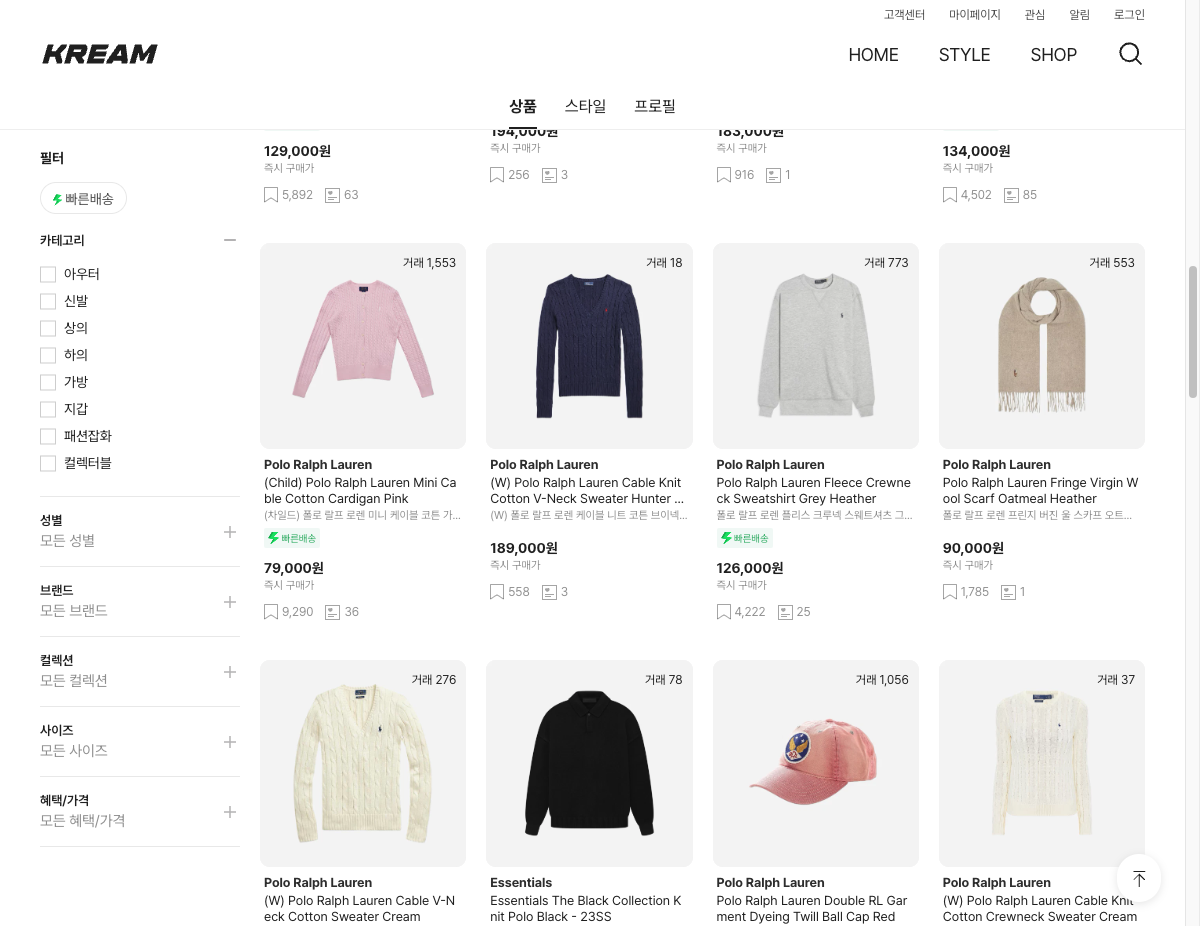 고객센터 마이페이지 관심 알림 로그인
KREAM
HOME STYLE SHOP
상품 스타일 프로필
필터
빠른배송
카테고리
아우터
신발
상의
하의
가방
지갑
패션잡화
컬렉터블
성별
모든 성별
브랜드
모든 브랜드
컬렉션
모든 컬렉션
사이즈
모든 사이즈
혜택/가격
모든 혜택/가격
129,000원
즉시 구매가
5,892 63
194,000원
즉시 구매가
256 3
183,000원
즉시 구매가
916 1
134,000원
즉시 구매가
4,502 85
거래 1,553
Polo Ralph Lauren
(Child) Polo Ralph Lauren Mini Ca
ble Cotton Cardigan Pink
(차일드) 폴로 랄프 로렌 미니 케이블 코튼 가...
빠른배송
79,000원
즉시 구매가
9,290 36
거래 18
Polo Ralph Lauren
(W) Polo Ralph Lauren Cable Knit
Cotton V-Neck Sweater Hunter ...
(W) 폴로 랄프 로렌 케이블 니트 코튼 브이넥...
189,000원
즉시 구매가
558 3
거래 773
Polo Ralph Lauren
Polo Ralph Lauren Fleece Crewne
ck Sweatshirt Grey Heather
폴로 랄프 로렌 플리스 크루넥 스웨트셔츠 그...
빠른배송
126,000원
즉시 구매가
4,222 25
거래 553
Polo Ralph Lauren
Polo Ralph Lauren Fringe Virgin W
ool Scarf Oatmeal Heather
폴로 랄프 로렌 프린지 버진 울 스카프 오트...
90,000원
즉시 구매가
1,785 1
거래 276
Polo Ralph Lauren
(W) Polo Ralph Lauren Cable V-N
eck Cotton Sweater Cream
거래 78
Essentials
Essentials The Black Collection K
nit Polo Black - 23SS
거래 1,056
Polo Ralph Lauren
Polo Ralph Lauren Double RL Gar
ment Dyeing Twill Ball Cap Red
거래 37
Polo Ralph Lauren
(W) Polo Ralph Lauren Cable Knit
Cotton Crewneck Sweater Cream